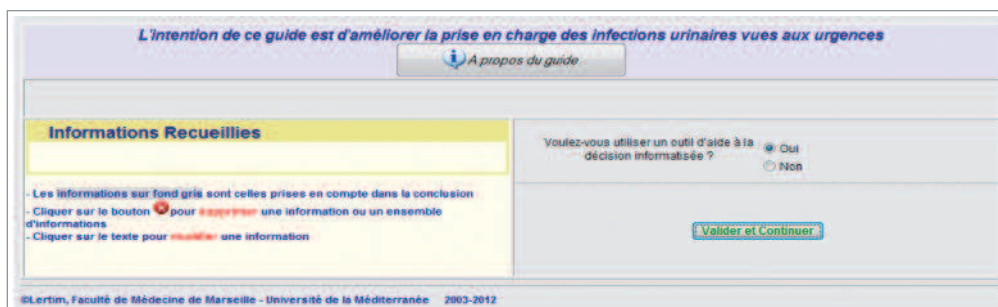 L'intention de ce guide est d'améliorer la prise en charge des infections urinaires vues aux urgences
A propos du guide
Informations Recueillies
- Les informations sur fond gris sont celles prises en compte dans la conclusion
- Cliquer sur le bouton pour une information ou un ensemble
d'informations
- Cliquer sur le texte pour une information
Voulez-vous utiliser un outil d'aide à la
décision informatisée ?
Oui
Non
Valider et Continuer
©Lertim, Faculté de Médecine de Marseille - Université de la Méditerranée 2003-2012